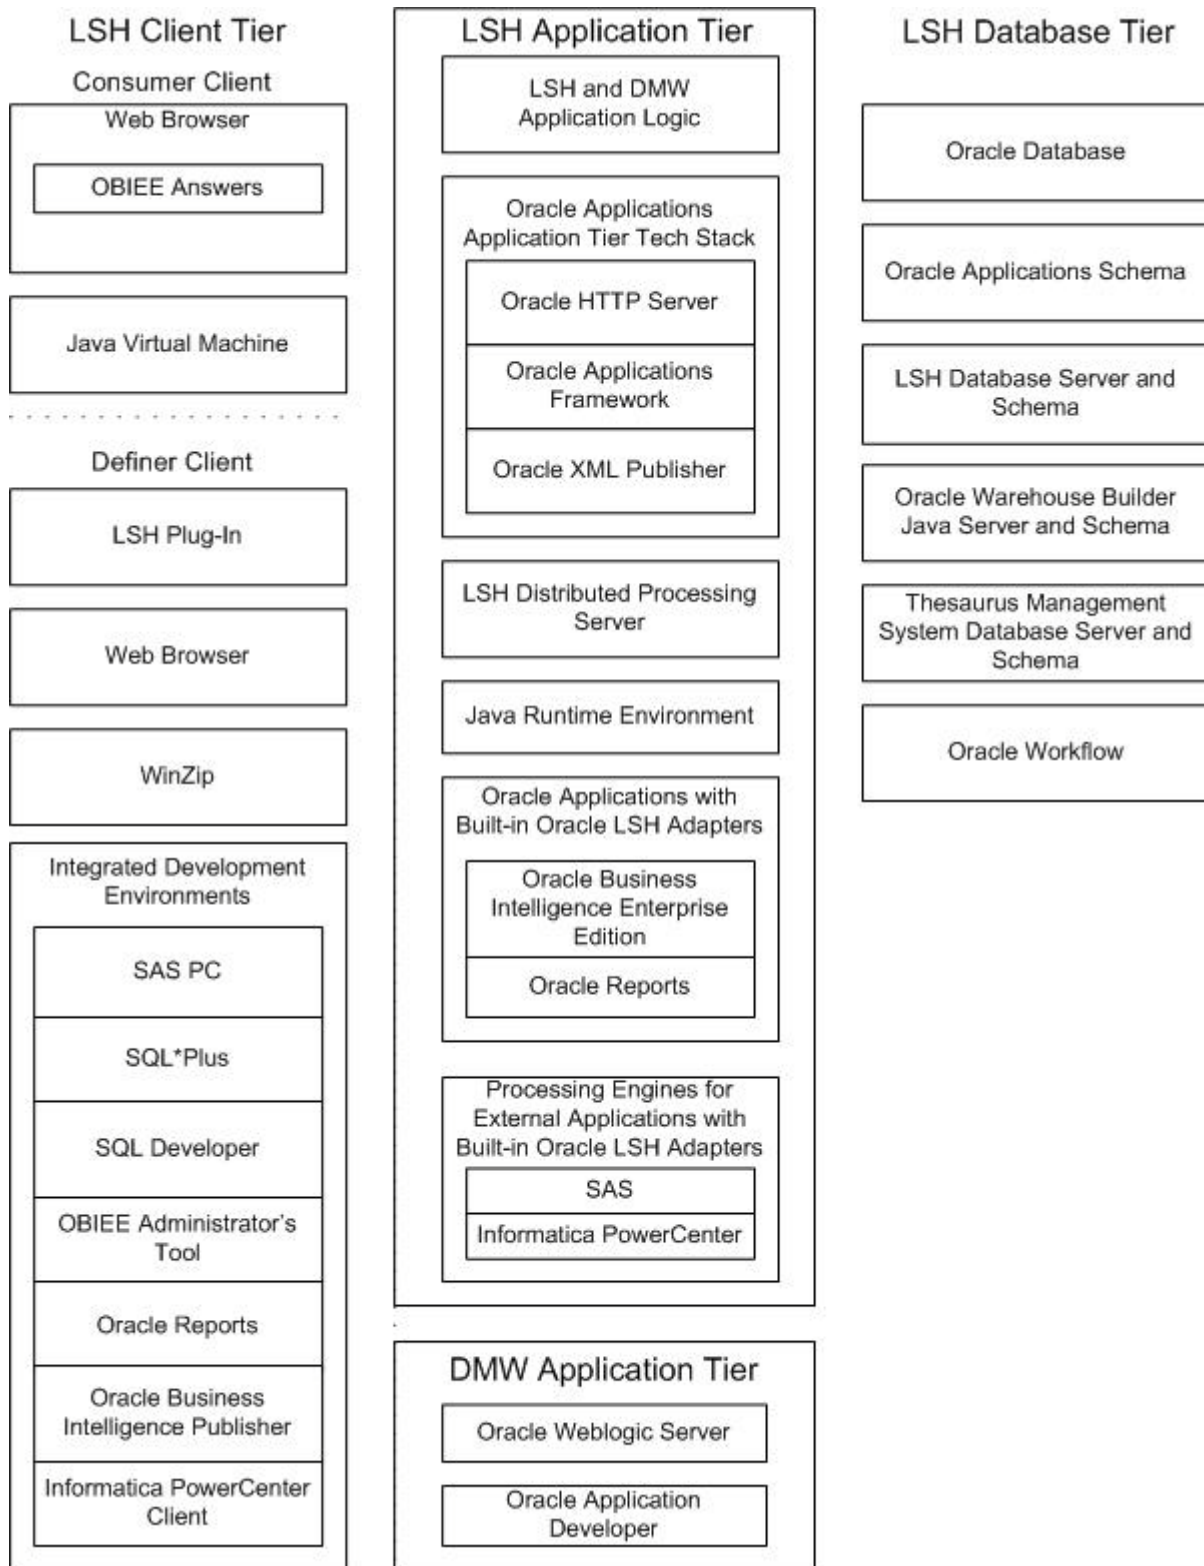 LSH Client Tier
Consumer Client
Web Browser
OBIEE Answers
Java Virtual Machine
Definer Client
LSH Plug-In
Web Browser
WinZip
Integrated Development
Environments
SAS PC
SQL*Plus
SQL Developer
OBIEE Administrator's
Tool
Oracle Reports
Oracle Business
Intelligence Publisher
Informatica PowerCenter
Client
LSH Application Tier
LSH and DMW
Application Logic
Oracle Applications
Application Tier Tech Stack
Oracle HTTP Server
Oracle Applications
Framework
Oracle XML Publisher
LSH Distributed Processing
Server
Java Runtime Environment
Oracle Applications with
Built-in Oracle LSH Adapters
Oracle Business
Intelligence Enterprise
Edition
Oracle Reports
Processing Engines for
External Applications with
Built-in Oracle LSH Adapters
SAS
Informatica PowerCenter
DMW Application Tier
Oracle Weblogic Server
Oracle Application
Developer
LSH Database Tier
Oracle Database
Oracle Applications Schema
LSH Database Server and
Schema
Oracle Warehouse Builder
Java Server and Schema
Thesaurus Management
System Database Server and
Schema
Oracle Workflow